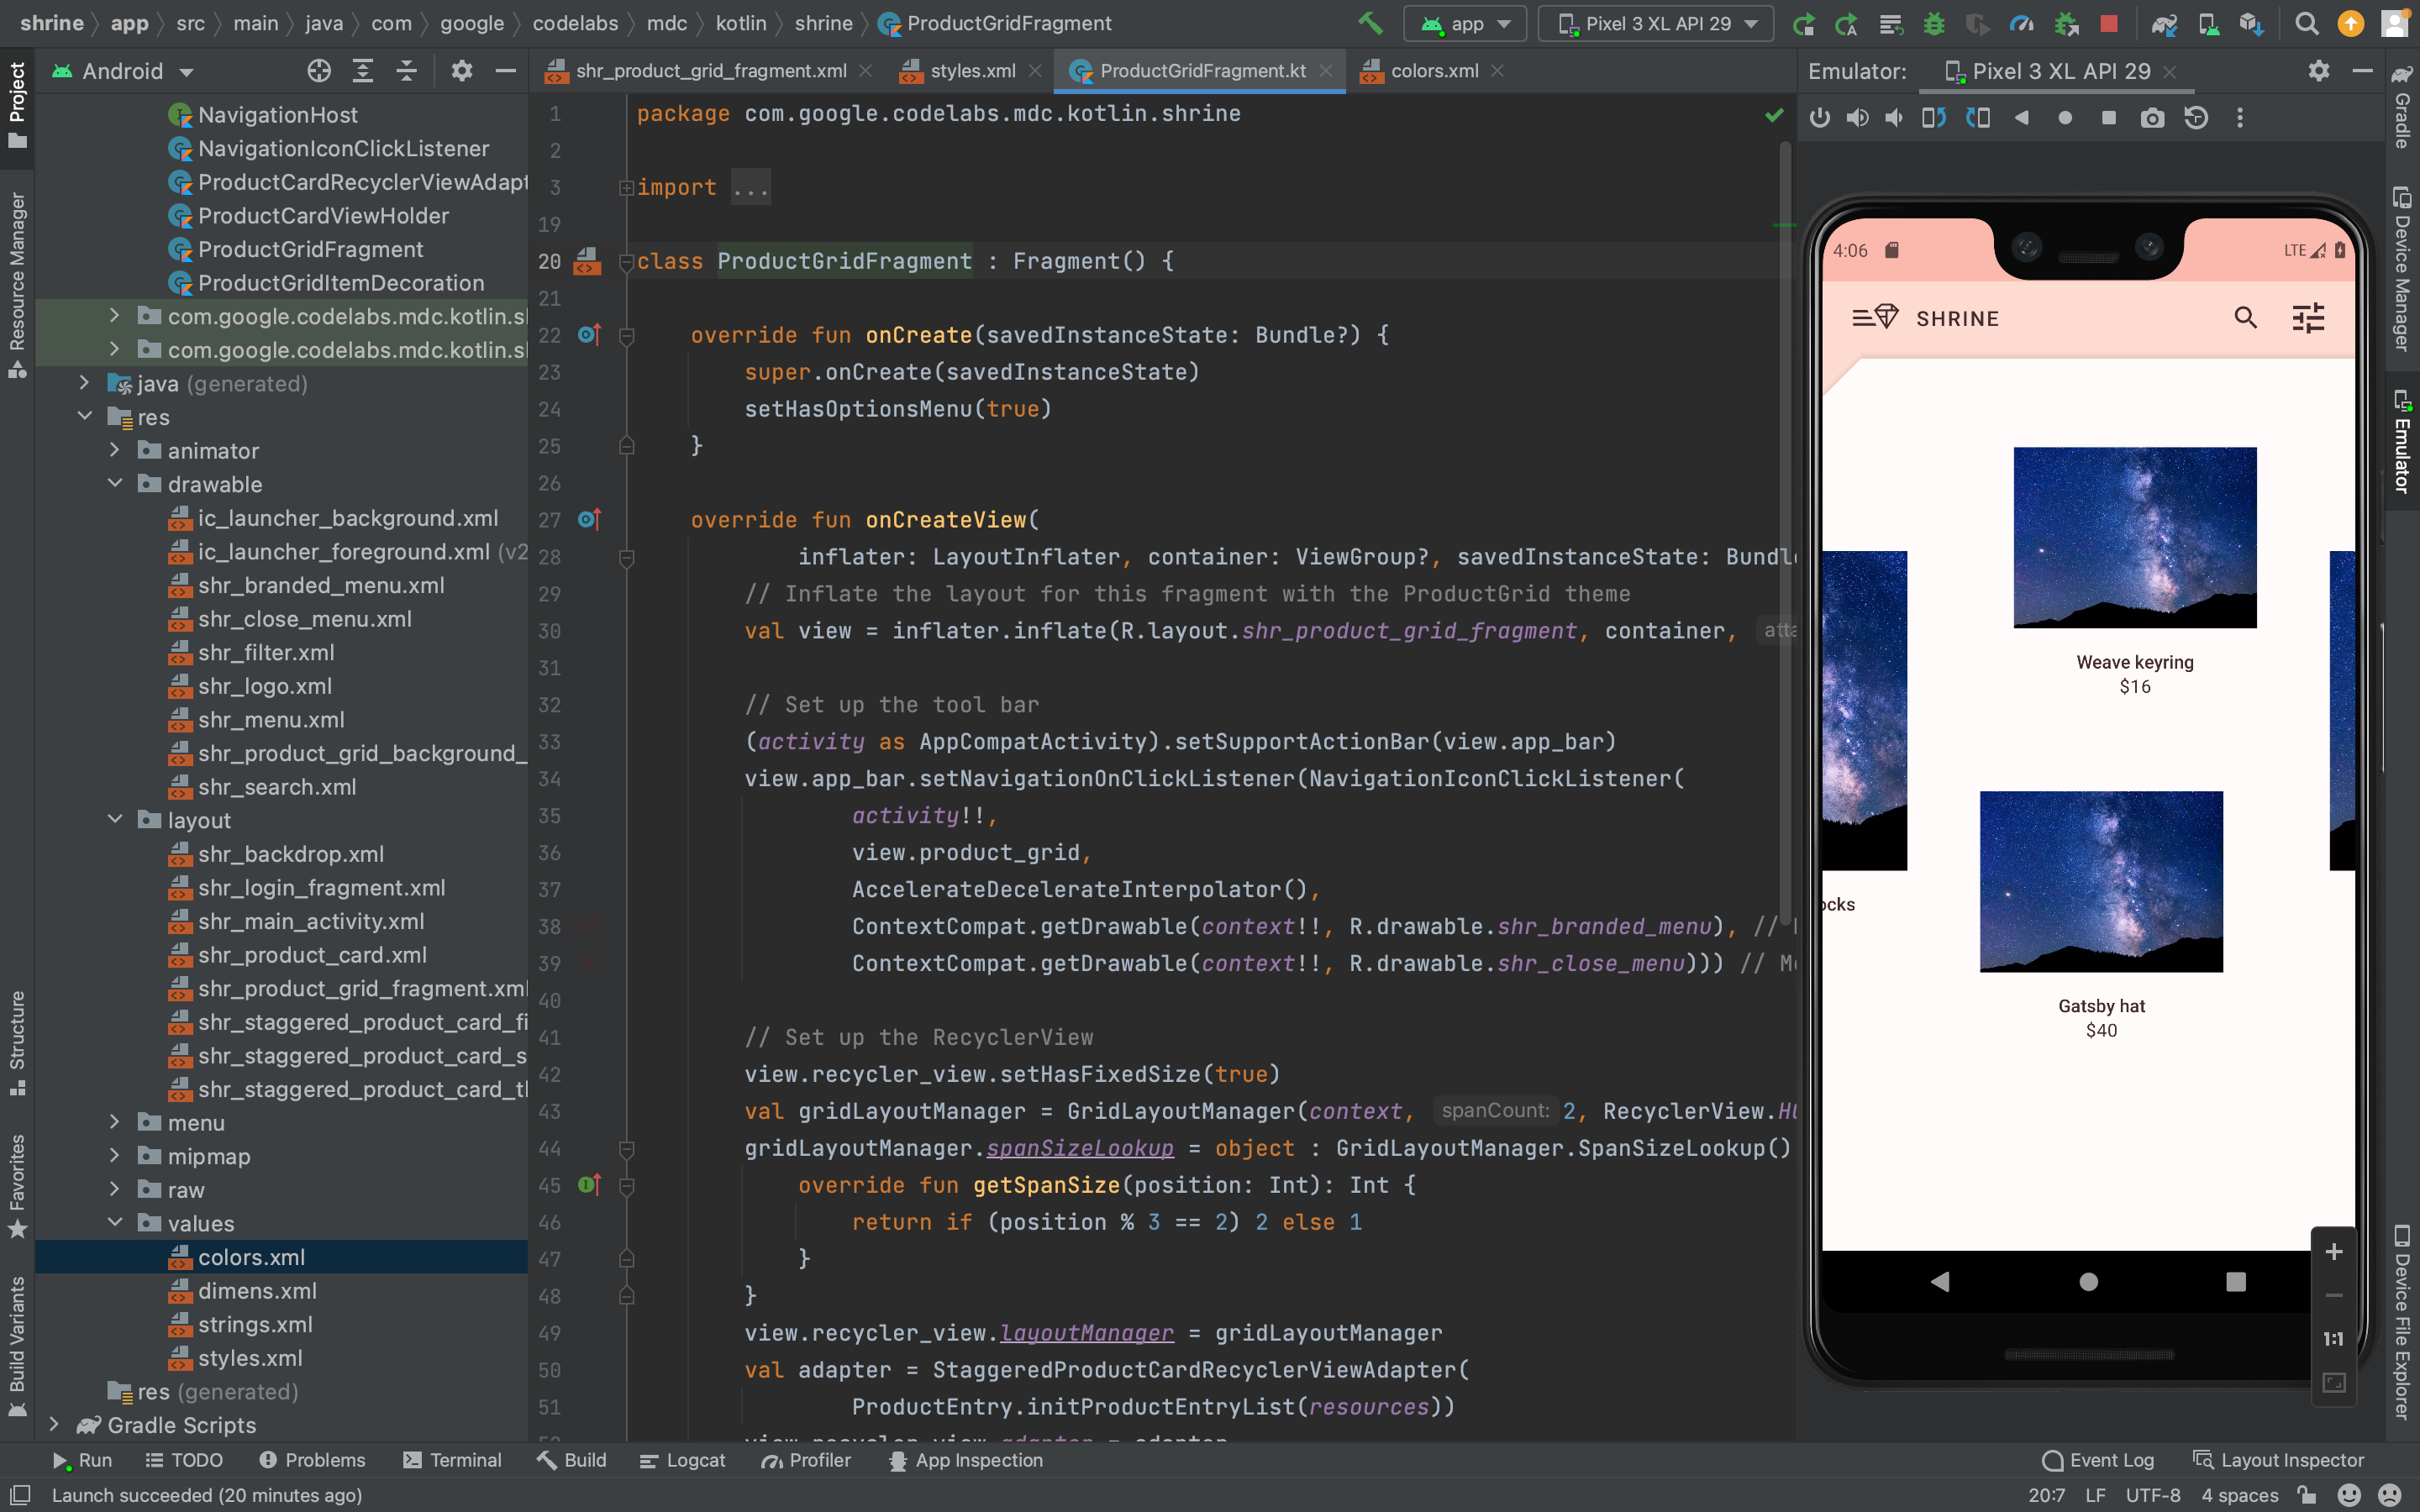 shrine app src main java com google codelabs mdc kotlin shrine ProductGridFragment
app
Pixel 3 XL API 29
Project
Resource Manager
Structure
Favorites
Build Variants
Android
NavigationHost
NavigationIconClickListener
ProductCardRecyclerViewAdapt
ProductCardViewHolder
ProductGridFragment
ProductGridItemDecoration
com.google.codelabs.mdc.kotlin.sl
com.google.codelabs.mdc.kotlin.sl
java (generated)
res
animator
drawable
ic_launcher_background.xml
ic_launcher_foreground.xml (v2
shr_branded_menu.xml
shr_close_menu.xml
shr_filter.xml
shr_logo.xml
shr_menu.xml
shr_product_grid_background_
shr_search.xml
layout
shr_backdrop.xml
shr_login_fragment.xml
shr_main_activity.xml
shr_product_card.xml
shr_product_grid_fragment.xml
shr_staggered_product_card_fi
shr_staggered_product_card_s
shr_staggered_product_card_tl
menu
mipmap
raw
values
colors.xml
dimens.xml
strings.xml
styles.xml
res (generated)
Gradle Scripts
shr_product_grid_fragment.xml styles.xml ProductGridFragment.kt colors.xml
1 package com.google.codelabs.mdc.kotlin.shrine
2
3 import ...
19
20 class ProductGridFragment : Fragment() {
21
22 override fun onCreate(savedInstanceState: Bundle?) {
23 super.onCreate(savedInstanceState)
24 setHasOptionsMenu(true)
25 }
26
27 override fun onCreateView(
28 inflater: LayoutInflater, container: ViewGroup?, savedInstanceState: Bundl
29 // Inflate the layout for this fragment with the ProductGrid theme
30 val view = inflater.inflate(R.layout.shr_product_grid_fragment, container, atta
31
32 // Set up the tool bar
33 (activity as AppCompatActivity).setSupportActionBar(view.app_bar)
34 view.app_bar.setNavigationOnClickListener(NavigationIconClickListener(
35 activity!!,
36 view.product_grid,
37 AccelerateDecelerateInterpolator(),
38 ContextCompat.getDrawable(context!!, R.drawable.shr_branded_menu), //
39 ContextCompat.getDrawable(context!!, R.drawable.shr_close_menu))) // Me
40
41 // Set up the RecyclerView
42 view.recycler_view.setHasFixedSize(true)
43 val gridLayoutManager = GridLayoutManager(context, spanCount: 2, RecyclerView.H
44 gridLayoutManager.spanSizeLookup = object : GridLayoutManager.SpanSizeLookup()
45 override fun getSpanSize(position: Int): Int {
46 return if (position % 3 == 2) 2 else 1
47 }
48 }
49 view.recycler_view.layoutManager = gridLayoutManager
50 val adapter = StaggeredProductCardRecyclerViewAdapter(
51 ProductEntry.initProductEntryList(resources))
view.recycler_view.adapter = adapter
Emulator: Pixel 3 XL API 29
4:06 LTE
SHRINE
Weave keyring
$16
ocks
Gatsby hat
$40
1:1
Gradle
Device Manager
Emulator
Device File Explorer
Run TODO Problems Terminal Build Logcat Profiler App Inspection Event Log Layout Inspector
Launch succeeded (20 minutes ago) 20:7 LF UTF-8 4 spaces